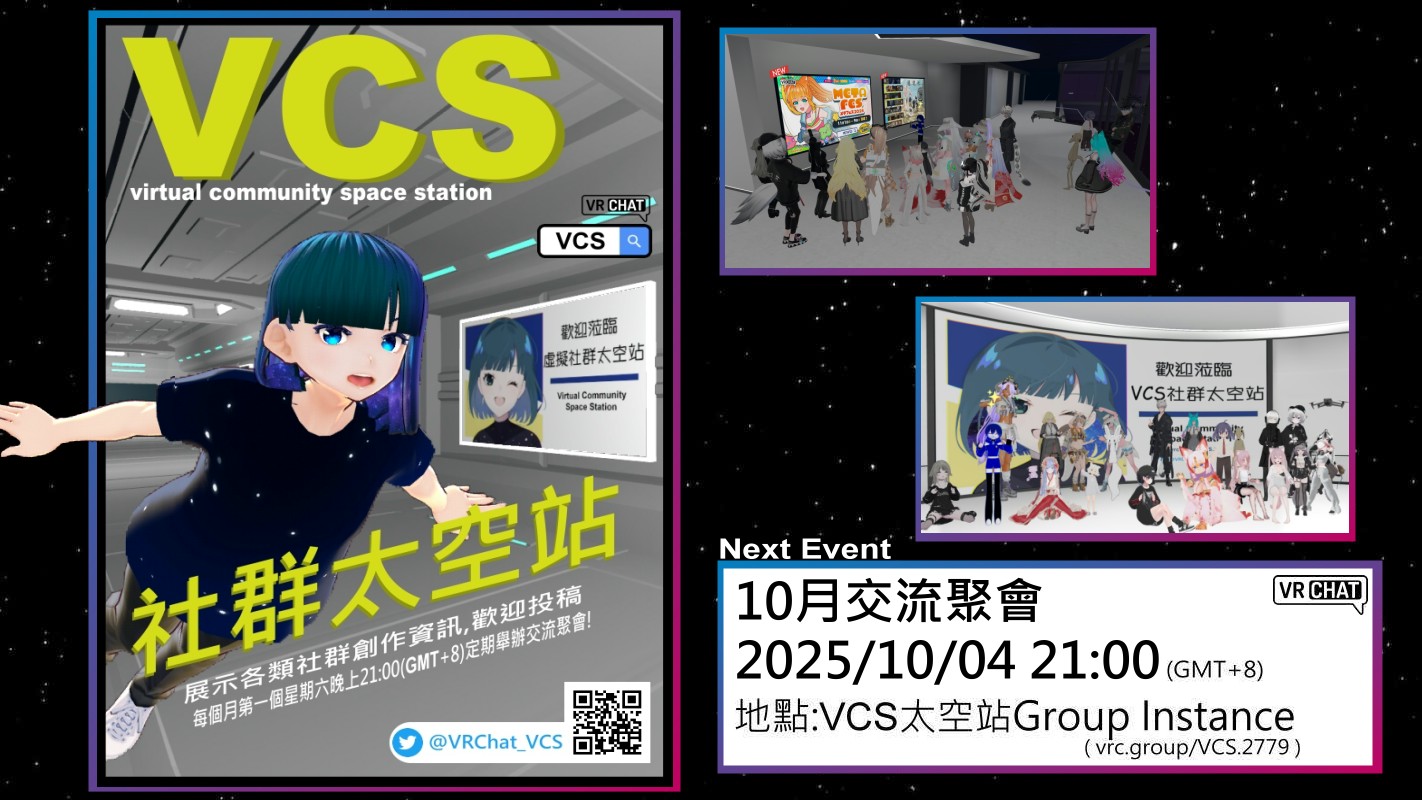 VCS
virtual community space station
VRCHAT
VCS
歡迎蒞臨
虛擬社群太空站
Virtual Community
Space Station
社群太空站
展示各類社群創作資訊,歡迎投稿
每個月第一個星期六晚上21:00(GMT+8)定期舉辦交流聚會!
@VRChat_VCS
NEW
META
FES
歡迎蒞臨
VCS社群太空站
Next Event
10月交流聚會
VRCHAT
2025/10/04 21:00 (GMT+8)
地點:VCS太空站Group Instance
( vrc.group/VCS.2779 )